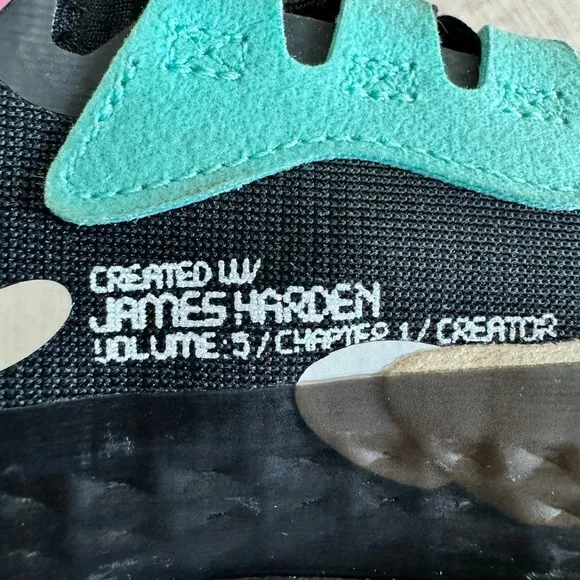 CREATED W/
JAMES HARDEN
VOLUME.5 / CHAPTER 1 / CREATOR